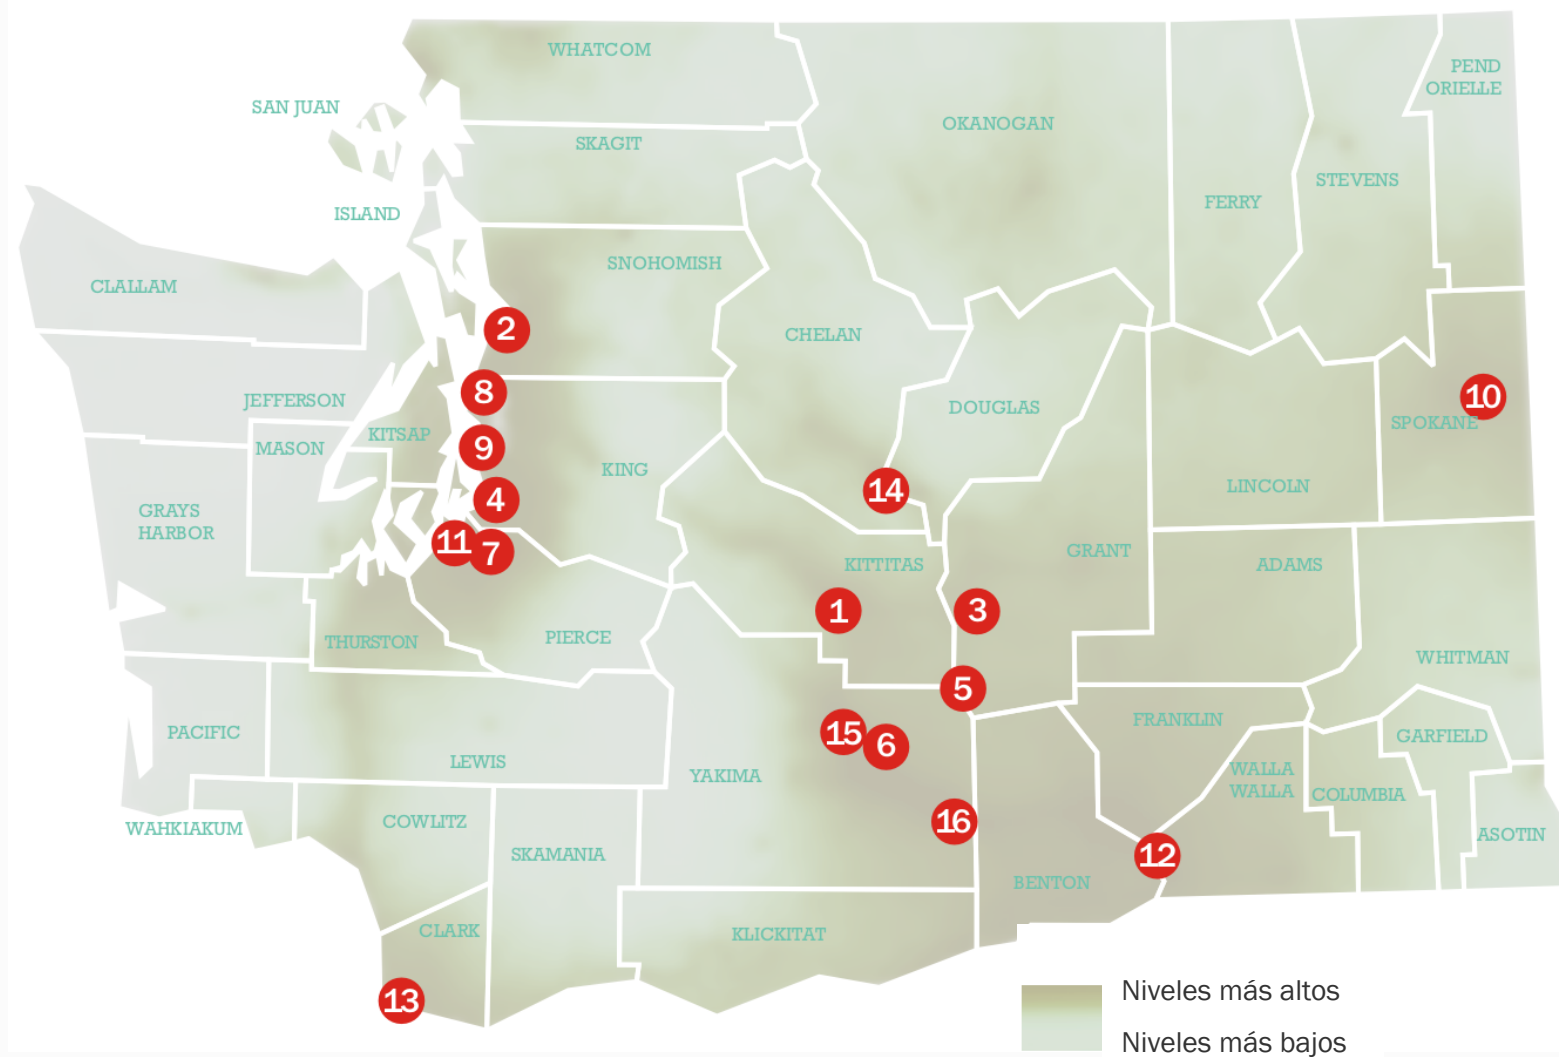 WHATCOM
PEND
ORIELLE
SAN JUAN
OKANOGAN
SKAGIT
STEVENS
FERRY
ISLAND
SNOHOMISH
CLALLAM
2
CHELAN
8
10
JEFFERSON
DOUGLAS
SPOKANE
KITSAP
MASON
9
KING
LINCOLN
14
4
GRAYS
HARBOR
11
7
GRANT
KITTITAS
ADAMS
1
3
THURSTON
PIERCE
WHITMAN
5
FRANKLIN
PACIFIC
15
6
GARFIELD
LEWIS
YAKIMA
WALLA
WALLA
COLUMBIA
16
WAHKIAKUM
COWLITZ
ASOTIN
SKAMANIA
12
BENTON
CLARK
KLICKITAT
13
Niveles más altos
Niveles más bajos